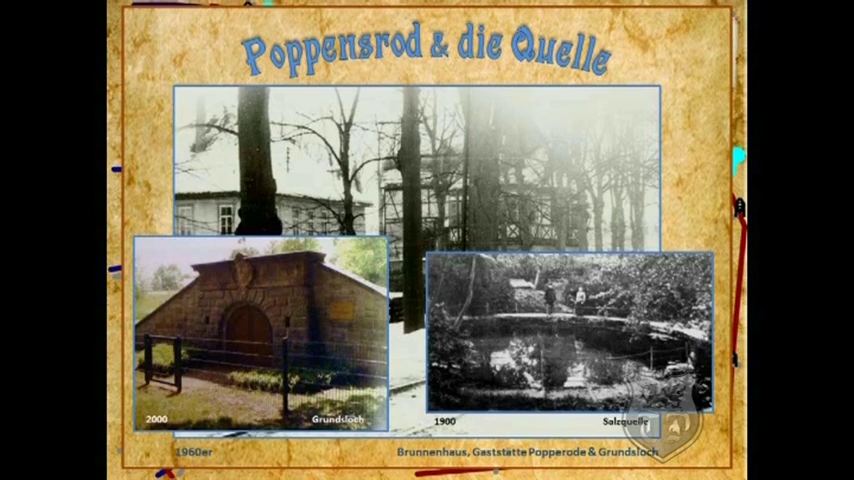 Poppensrod & die Quelle
2000 Grundsloch
1900 Salzquelle
1960er Brunnenhaus, Gaststätte Popperode & Grundsloch